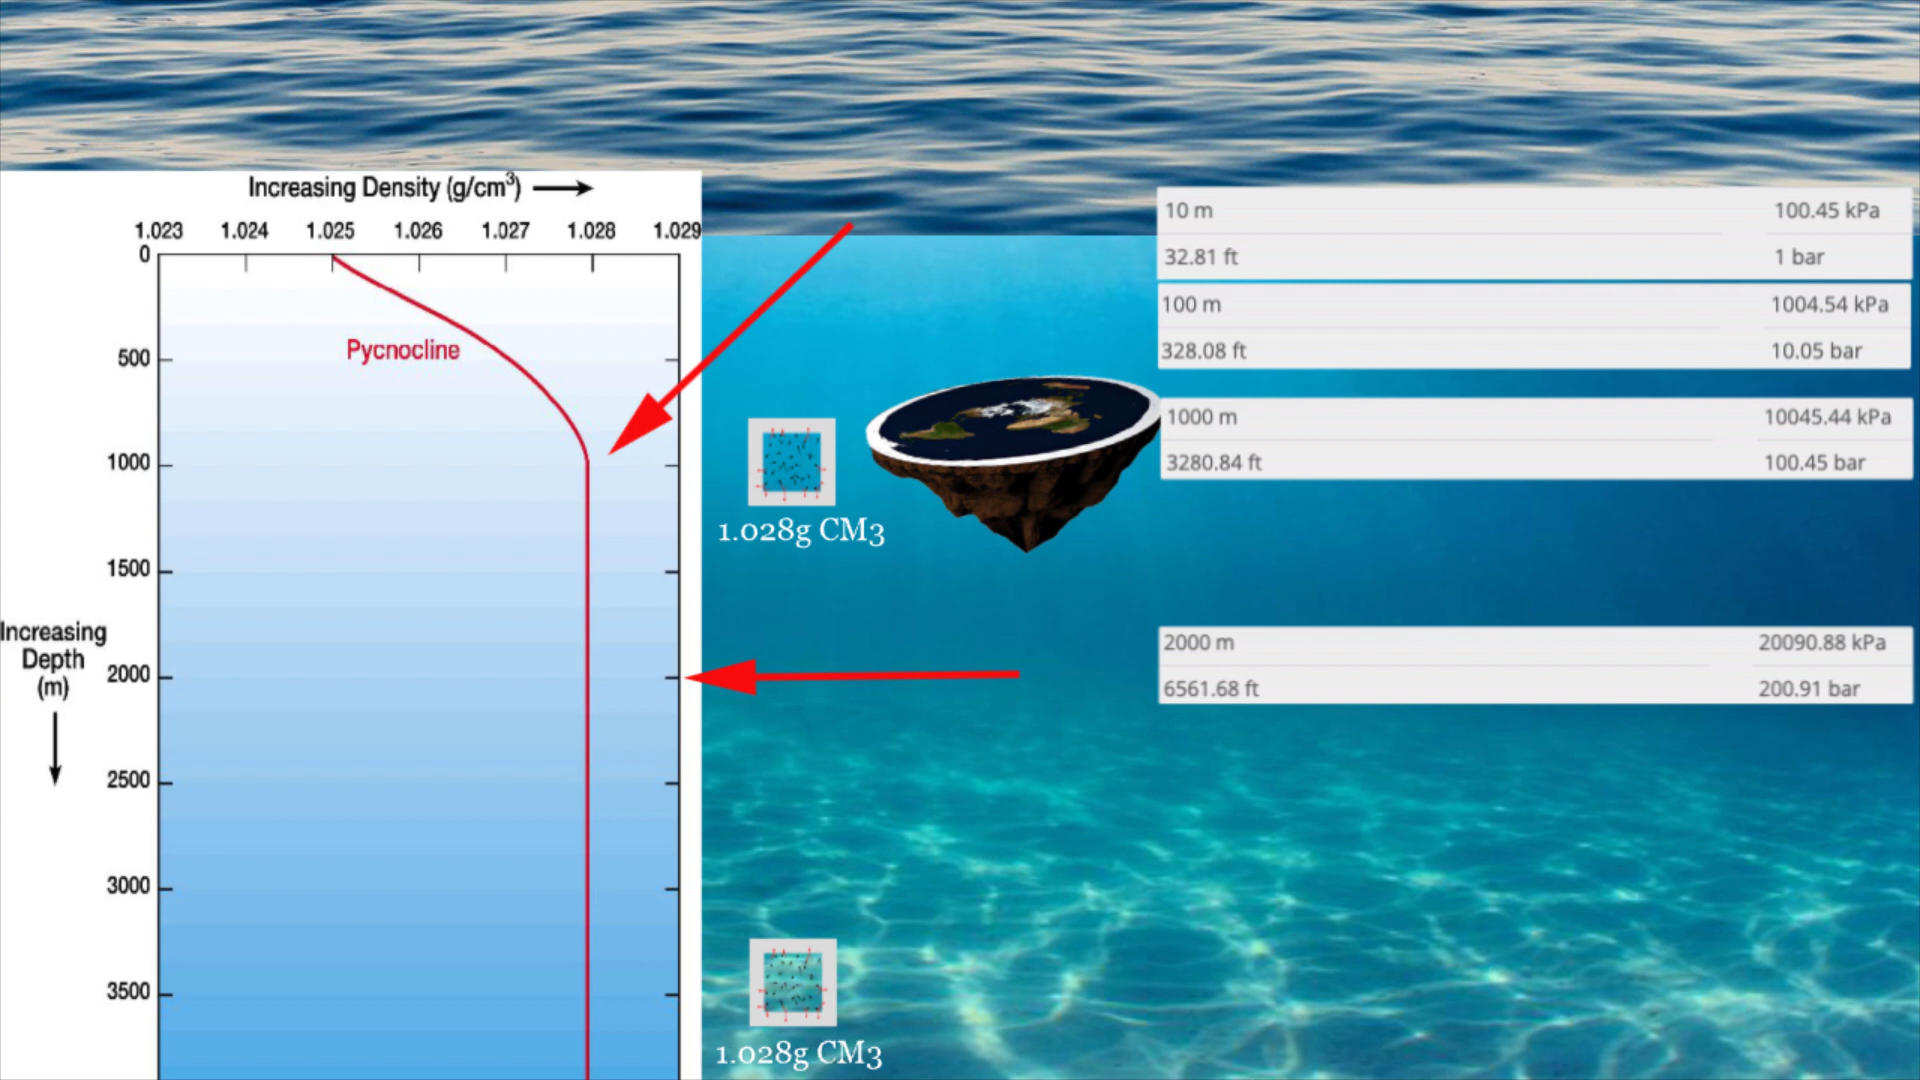 Increasing Density (g/cm³)
1.023 1.024 1.025 1.026 1.027 1.028 1.029
0
Pycnocline
500
1000
1500
Increasing
Depth
(m)
2000
2500
3000
3500
1.028g CM3
1.028g CM3
10 m 100.45 kPa
32.81 ft 1 bar
100 m 1004.54 kPa
328.08 ft 10.05 bar
1000 m 10045.44 kPa
3280.84 ft 100.45 bar
2000 m 20090.88 kPa
6561.68 ft 200.91 bar